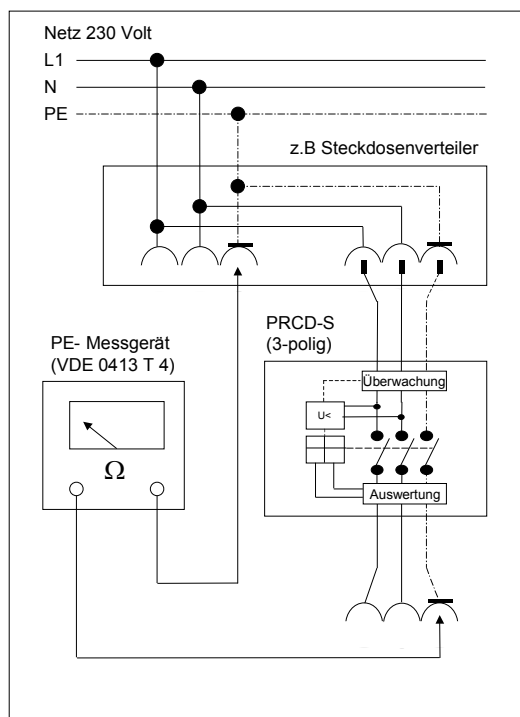 Netz 230 Volt
L1
N
PE
z.B Steckdosenverteiler
PRCD-S
(3-polig)
PE- Messgerät
(VDE 0413 T 4)
Überwachung
U<
Ω
Auswertung